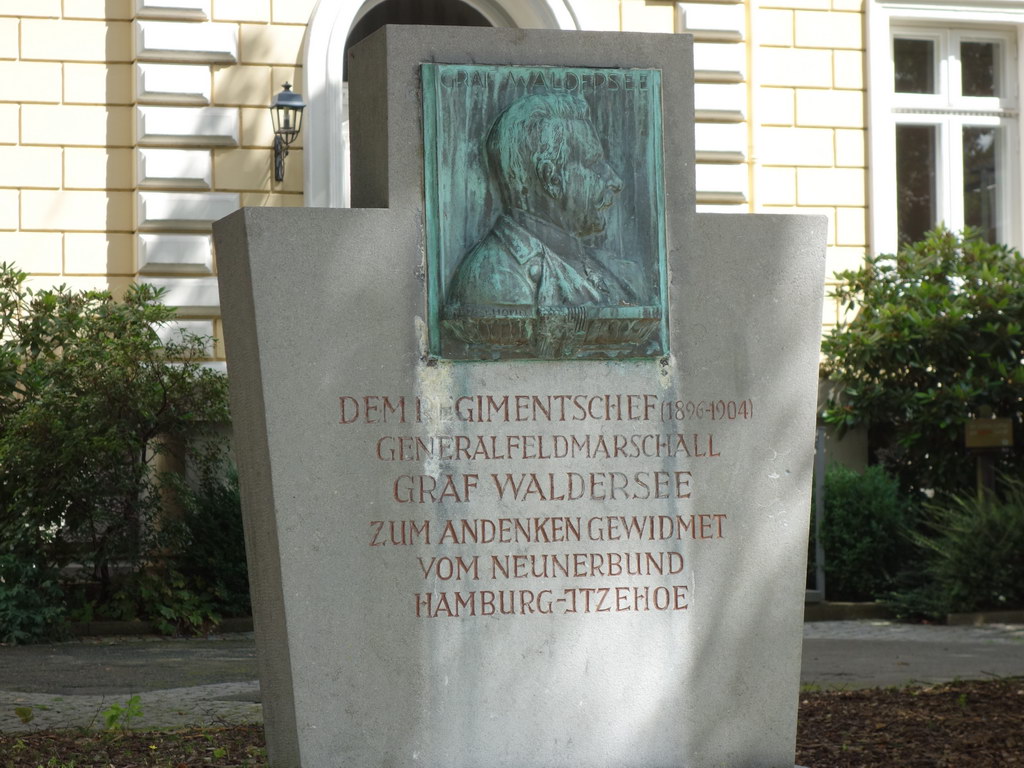 GRAF WALDERSEE
DEM REGIMENTSCHEF (1896-1904)
GENERALFELDMARSCHALL
GRAF WALDERSEE
ZUM ANDENKEN GEWIDMET
VOM NEUNERBUND
HAMBURG-ITZEHOE